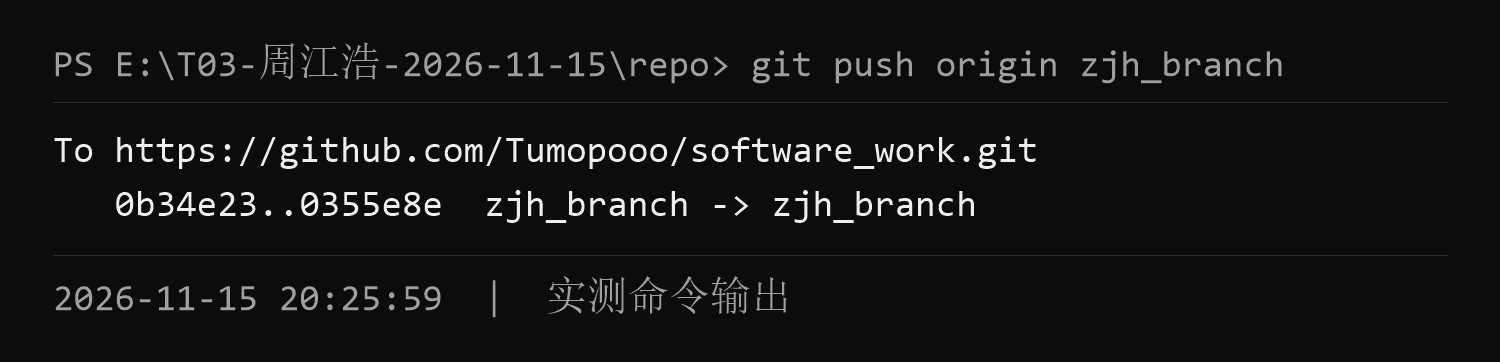 PS E:\T03-周江浩-2026-11-15\repo> git push origin zjh_branch
To https://github.com/Tumopooo/software_work.git
0b34e23..0355e8e  zjh_branch -> zjh_branch
2026-11-15 20:25:59  |  实测命令输出